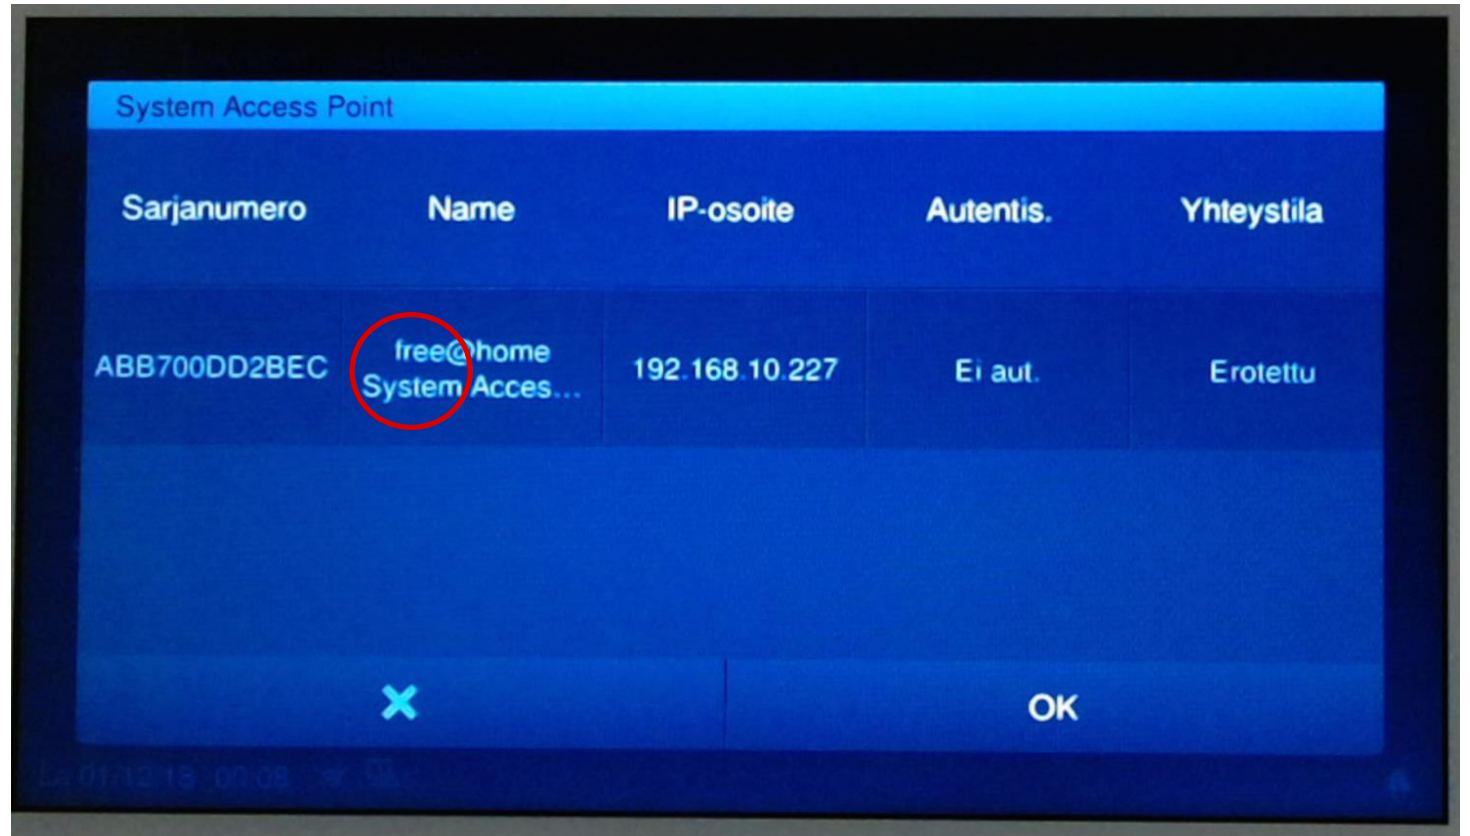 System Access Point
Sarjanumero Name IP-osoite Autentis. Yhteystila
ABB700DD2BEC free@home System Acces... 192.168.10.227 Ei aut. Erotettu
OK